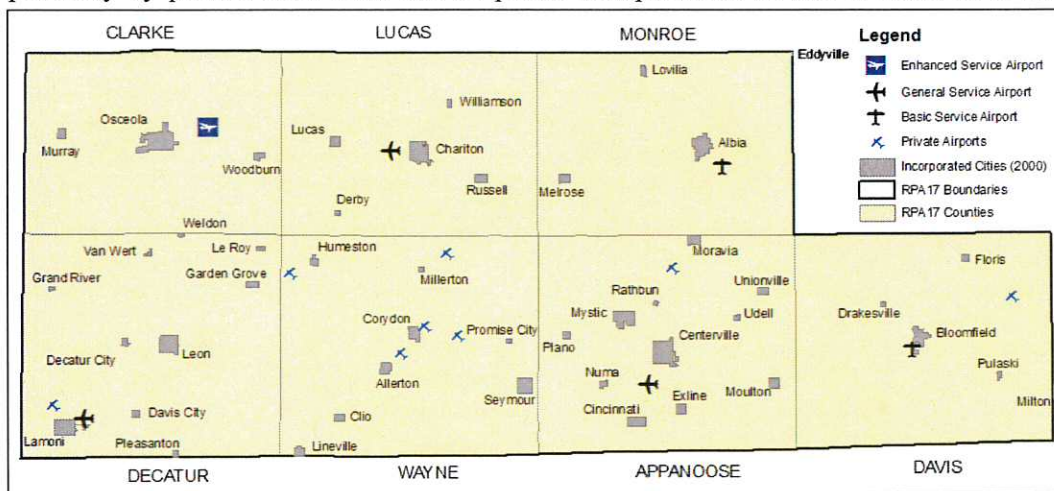 CLARKE
LUCAS
MONROE
Eddyville
Legend
Enhanced Service Airport
General Service Airport
Basic Service Airport
Private Airports
Incorporated Cities (2000)
RPA17 Boundaries
RPA17 Counties
Lovilia
Williamson
Osceola
Lucas
Murray
Chariton
Albia
Woodburn
Russell
Melrose
Derby
Weldon
Van Wert
Le Roy
Humeston
Moravia
Floris
Grand River
Garden Grove
Millerton
Unionville
Rathbun
Drakesville
Corydon
Mystic
Udell
Promise City
Plano
Centerville
Bloomfield
Decatur City
Leon
Allerton
Numa
Pulaski
Seymour
Moulton
Exline
Milton
Davis City
Clio
Cincinnati
Lamoni
Pleasanton
Lineville
DECATUR
WAYNE
APPANOOSE
DAVIS